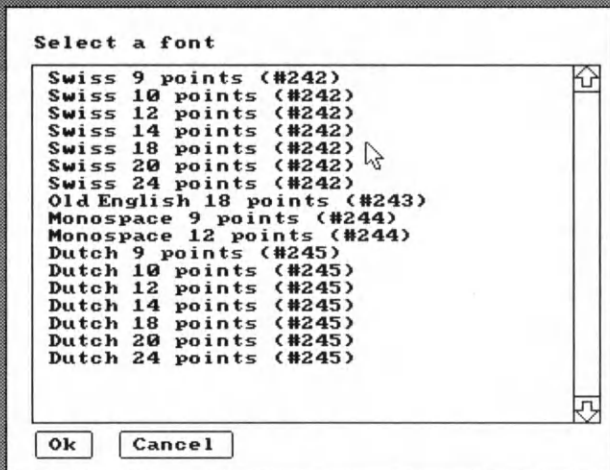 Select a font
Swiss 9 points (#242)
Swiss 10 points (#242)
Swiss 12 points (#242)
Swiss 14 points (#242)
Swiss 18 points (#242)
Swiss 20 points (#242)
Swiss 24 points (#242)
Old English 18 points (#243)
Monospace 9 points (#244)
Monospace 12 points (#244)
Dutch 9 points (#245)
Dutch 10 points (#245)
Dutch 12 points (#245)
Dutch 14 points (#245)
Dutch 18 points (#245)
Dutch 20 points (#245)
Dutch 24 points (#245)
Ok Cancel